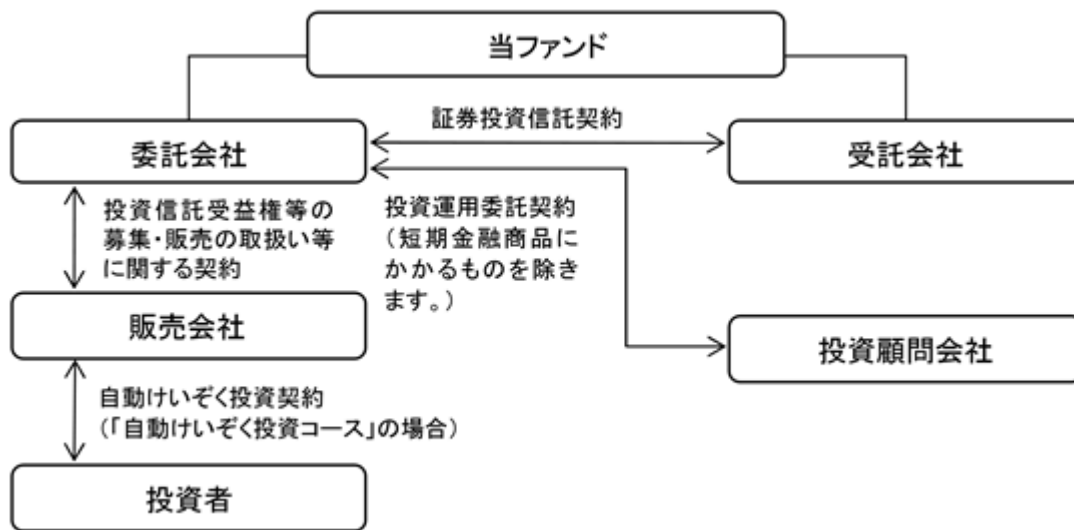 当ファンド
証券投資信託契約
委託会社
受託会社
投資信託受益権等の
募集・販売の取扱い等
に関する契約
投資運用委託契約
（短期金融商品に
かかるものを除き
ます。）
販売会社
投資顧問会社
自動けいぞく投資契約
（「自動けいぞく投資コース」の場合）
投資者